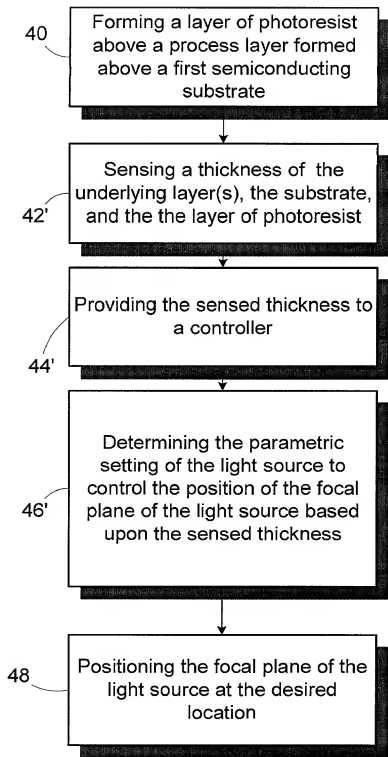 40
Forming a layer of photoresist
above a process layer formed
above a first semiconducting
substrate
42'
Sensing a thickness of the
underlying layer(s), the substrate,
and the the layer of photoresist
44'
Providing the sensed thickness to
a controller
46'
Determining the parametric
setting of the light source to
control the position of the focal
plane of the light source based
upon the sensed thickness
48
Positioning the focal plane of the
light source at the desired
location